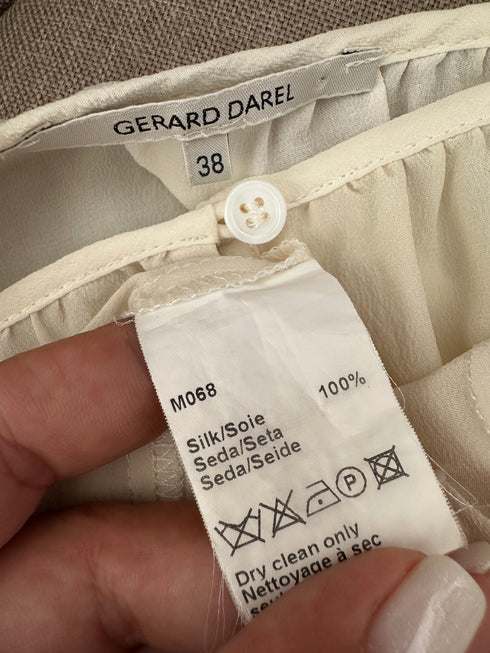 GERARD DAREL
38
M068
100%
Silk/Soie
Seda/Seta
Seda/Seide
P
Dry clean only
Nettoyage à sec